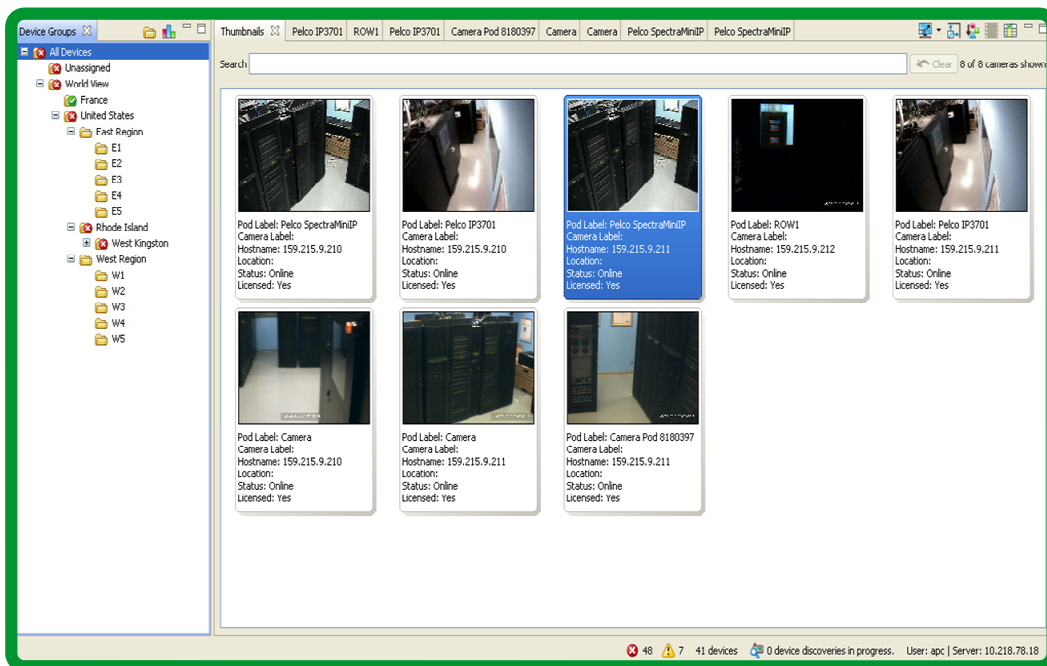 Device Groups
All Devices
Unassigned
World View
France
United States
East Region
E1
E2
E3
E4
E5
Rhode Island
West Kingston
West Region
W1
W2
W3
W4
W5
Thumbnails Pelco IP3701 ROW1 Pelco IP3701 Camera Pod 8180397 Camera Camera Pelco SpectraMiniIP Pelco SpectraMiniIP
Search Clear 8 of 8 cameras shown
Pod Label: Pelco SpectraMiniIP
Camera Label:
Hostname: 159.215.9.210
Location:
Status: Online
Licensed: Yes
Pod Label: Pelco IP3701
Camera Label:
Hostname: 159.215.9.210
Location:
Status: Online
Licensed: Yes
Pod Label: Pelco SpectraMiniIP
Camera Label:
Hostname: 159.215.9.211
Location:
Status: Online
Licensed: Yes
Pod Label: ROW1
Camera Label:
Hostname: 159.215.9.212
Location:
Status: Online
Licensed: Yes
Pod Label: Pelco IP3701
Camera Label:
Hostname: 159.215.9.211
Location:
Status: Online
Licensed: Yes
Pod Label: Camera
Camera Label:
Hostname: 159.215.9.210
Location:
Status: Online
Licensed: Yes
Pod Label: Camera
Camera Label:
Hostname: 159.215.9.211
Location:
Status: Online
Licensed: Yes
Pod Label: Camera Pod 8180397
Camera Label:
Hostname: 159.215.9.211
Location:
Status: Online
Licensed: Yes
48 7 41 devices 0 device discoveries in progress. User: apc | Server: 10.218.78.18